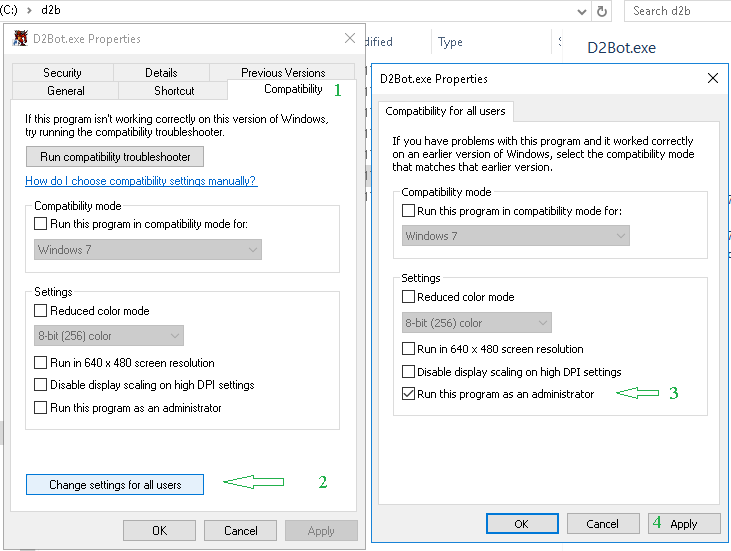 (C:) > d2b
Search d2b
D2Bot.exe Properties
Security
Details
Previous Versions
General
Shortcut
Compatibility
1
If this program isn't working correctly on this version of Windows,
try running the compatibility troubleshooter.
Run compatibility troubleshooter
How do I choose compatibility settings manually?
Compatibility mode
Run this program in compatibility mode for:
Windows 7
Settings
Reduced color mode
8-bit (256) color
Run in 640 x 480 screen resolution
Disable display scaling on high DPI settings
Run this program as an administrator
Change settings for all users
2
OK
Cancel
Apply
Type
D2Bot.exe
D2Bot.exe Properties
Compatibility for all users
If you have problems with this program and it worked correctly
on an earlier version of Windows, select the compatibility mode
that matches that earlier version.
Compatibility mode
Run this program in compatibility mode for:
Windows 7
Settings
Reduced color mode
8-bit (256) color
Run in 640 x 480 screen resolution
Disable display scaling on high DPI settings
Run this program as an administrator
3
OK
Cancel
4
Apply